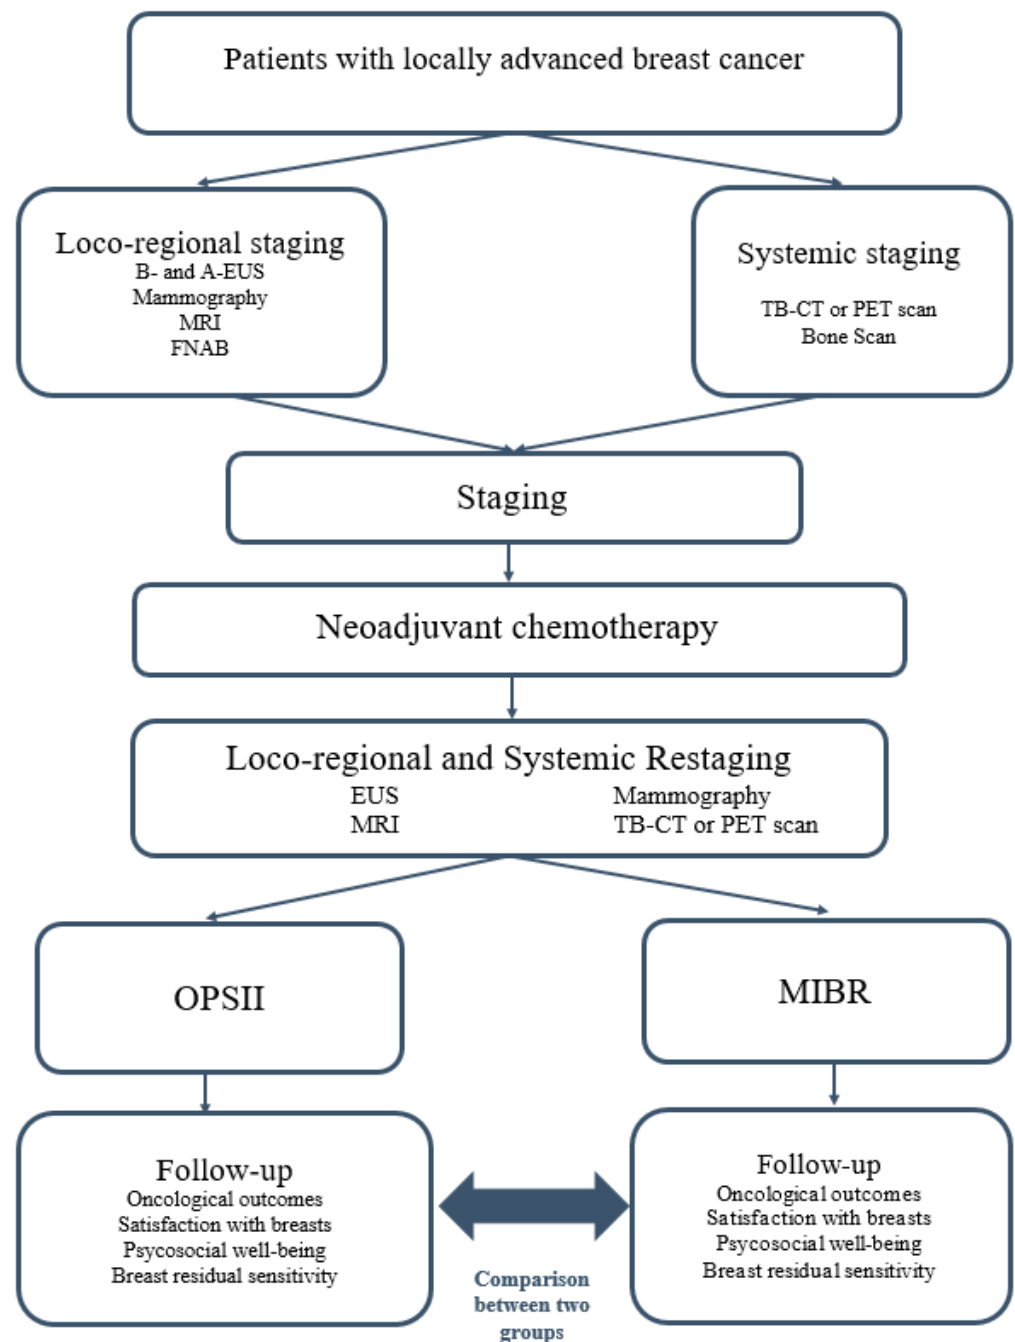 Patients with locally advanced breast cancer
Loco-regional staging
B- and A-EUS
Mammography
MRI
FNAB
Systemic staging
TB-CT or PET scan
Bone Scan
Staging
Neoadjuvant chemotherapy
Loco-regional and Systemic Restaging
EUS Mammography
MRI TB-CT or PET scan
OPSII
MIBR
Follow-up
Oncological outcomes
Satisfaction with breasts
Psycosocial well-being
Breast residual sensitivity
Follow-up
Oncological outcomes
Satisfaction with breasts
Psycosocial well-being
Breast residual sensitivity
Comparison
between two
groups